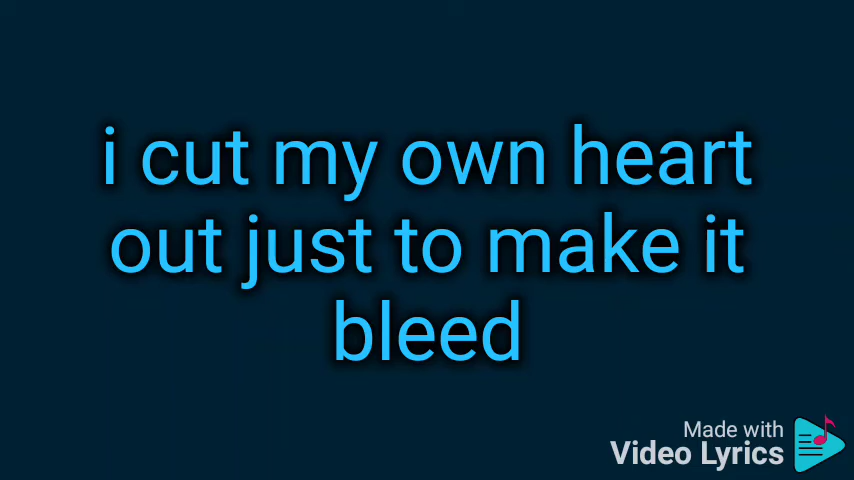 i cut my own heart
out just to make it
bleed
Made with
Video Lyrics